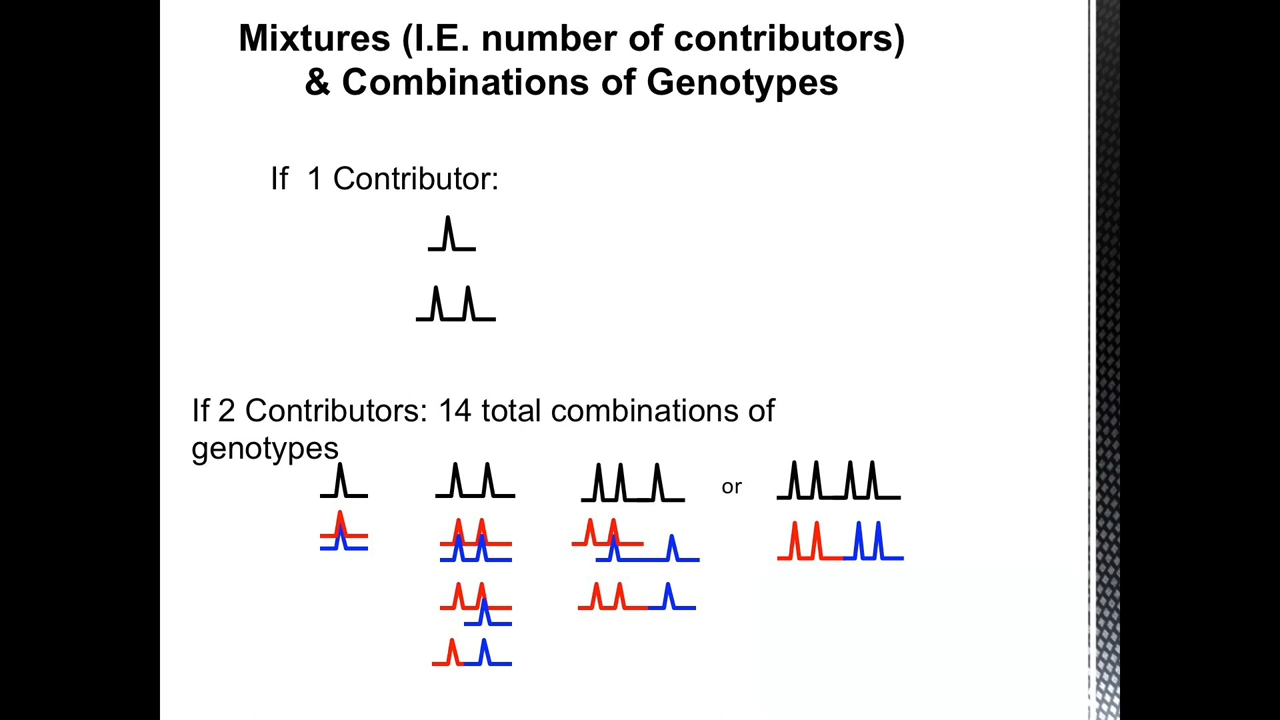 Mixtures (I.E. number of contributors)
& Combinations of Genotypes
If 1 Contributor:
If 2 Contributors: 14 total combinations of
genotypes
or